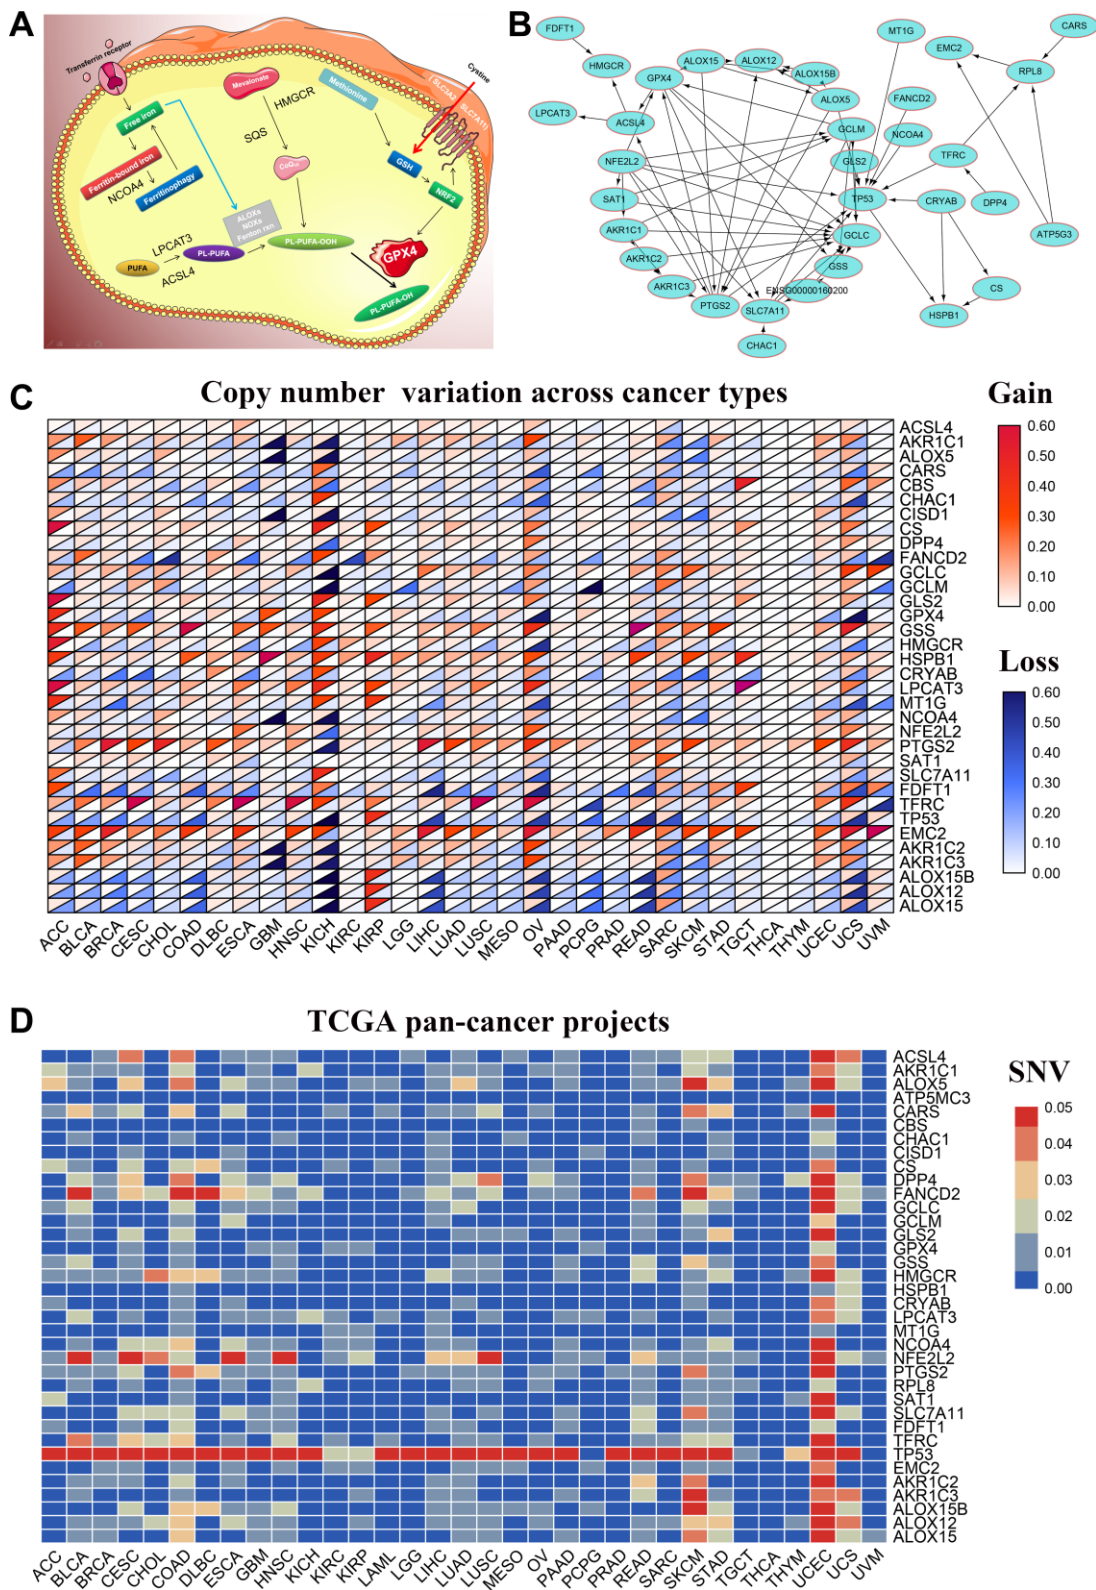 A
Transferrin receptor
Cystine
(SLC3A2, SLC7A11)
Mevalonate
HMGCR
Methionine
Free iron
SQS
Ferritin-bound iron
NCOA4
Ferritinophagy
CoQ₁₀
GSH
NRF2
ALOXs
NOXs
Fenton rxn
LPCAT3
PUFA
ACSL4
PL-PUFA
PL-PUFA-OOH
GPX4
PL-PUFA-OH
B
FDFT1
MT1G
CARS
EMC2
HMGCR
ALOX15
ALOX12
GPX4
ALOX15B
RPL8
LPCAT3
ACSL4
ALOX5
FANCD2
GCLM
NCOA4
NFE2L2
GLS2
TFRC
SAT1
TP53
CRYAB
DPP4
AKR1C1
GCLC
ATP5G3
AKR1C2
GSS
AKR1C3
ENSG00000160200
CS
PTGS2
SLC7A11
HSPB1
CHAC1
C
Copy number variation across cancer types
Gain
0.60
0.50
0.40
0.30
0.20
0.10
0.00
Loss
0.60
0.50
0.40
0.30
0.20
0.10
0.00
ACSL4
AKR1C1
ALOX5
CARS
CBS
CHAC1
CISD1
CS
DPP4
FANCD2
GCLC
GCLM
GLS2
GPX4
GSS
HMGCR
HSPB1
CRYAB
LPCAT3
MT1G
NCOA4
NFE2L2
PTGS2
SAT1
SLC7A11
FDFT1
TFRC
TP53
EMC2
AKR1C2
AKR1C3
ALOX15B
ALOX12
ALOX15
ACC BLCA BRCA CESC CHOL COAD DLBC ESCA GBM HNSC KICH KIRC KIRP LGG LIHC LUAD LUSC MESO OV PAAD PCPG PRAD READ SARC SKCM STAD TGCT THCA THYM UCEC UCS UVM
D
TCGA pan-cancer projects
SNV
0.05
0.04
0.03
0.02
0.01
0.00
ACSL4
AKR1C1
ALOX5
ATP5MC3
CARS
CBS
CHAC1
CISD1
CS
DPP4
FANCD2
GCLC
GCLM
GLS2
GPX4
GSS
HMGCR
HSPB1
CRYAB
LPCAT3
MT1G
NCOA4
NFE2L2
PTGS2
RPL8
SAT1
SLC7A11
FDFT1
TFRC
TP53
EMC2
AKR1C2
AKR1C3
ALOX15B
ALOX12
ALOX15
ACC BLCA BRCA CESC CHOL COAD DLBC ESCA GBM HNSC KICH KIRC KIRP LAML LGG LIHC LUAD LUSC MESO OV PAAD PCPG PRAD READ SARC SKCM STAD TGCT THCA THYM UCEC UCS UVM